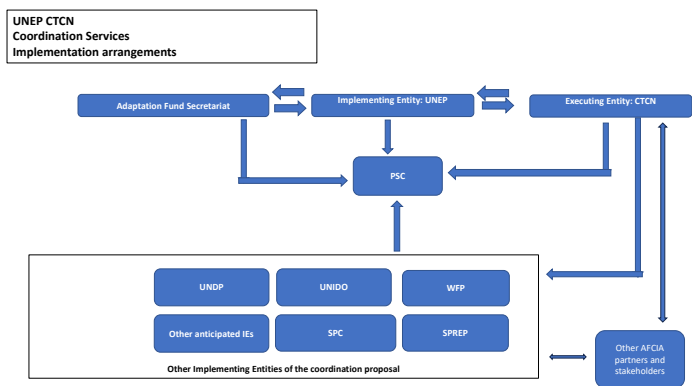 UNEP CTCN
Coordination Services
Implementation arrangements
Adaptation Fund Secretariat
Implementing Entity: UNEP
Executing Entity: CTCN
PSC
UNDP
UNIDO
WFP
Other anticipated IEs
SPC
SPREP
Other Implementing Entities of the coordination proposal
Other AFCIA
partners and
stakeholders